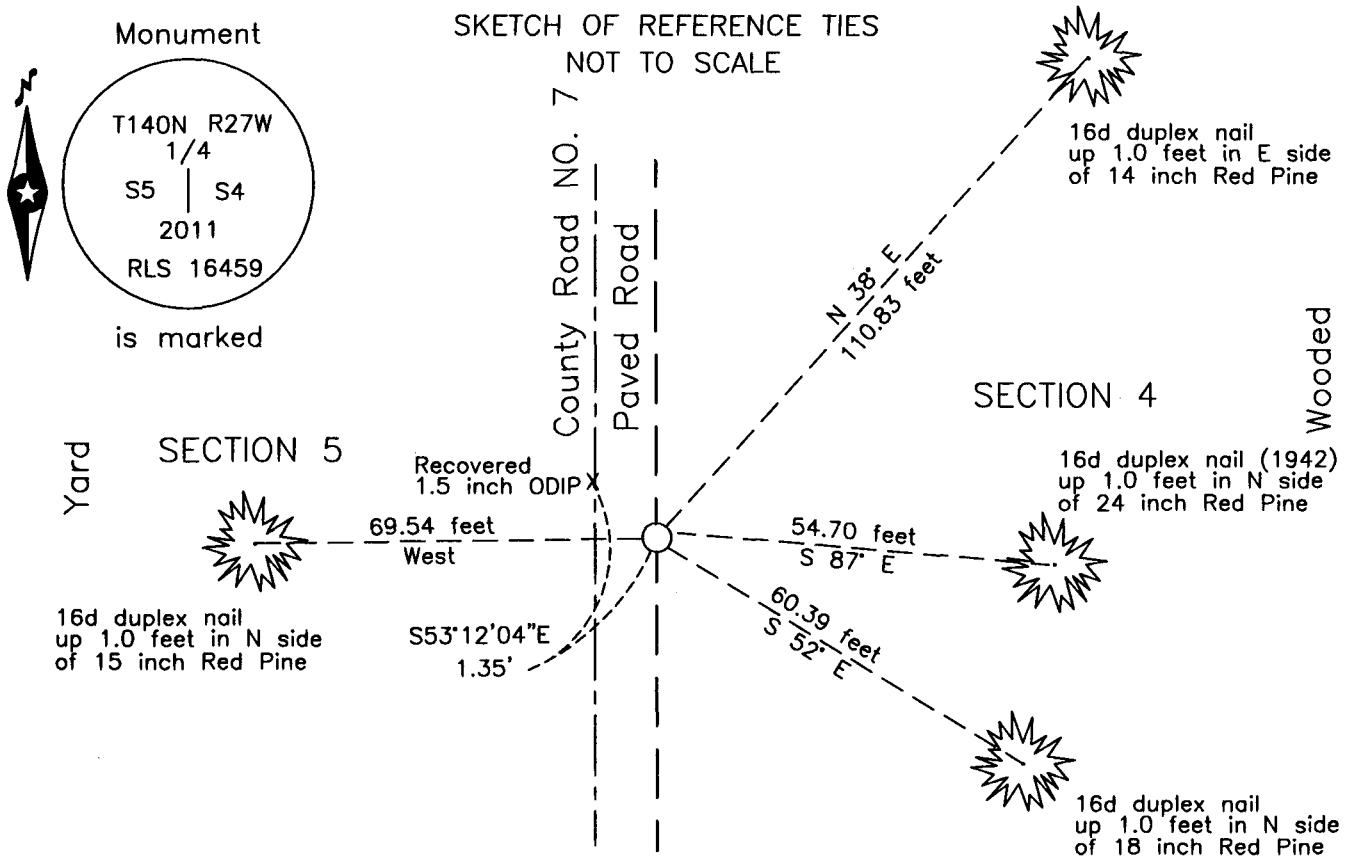 SKETCH OF REFERENCE TIES
NOT TO SCALE
Monument
N
T140N R27W
1/4
S5 S4
2011
RLS 16459
is marked
County Road NO. 7
Paved Road
16d duplex nail
up 1.0 feet in E side
of 14 inch Red Pine
N 38° E
110.83 feet
SECTION 4
Wooded
Yard
SECTION 5
Recovered
1.5 inch ODIP X
16d duplex nail (1942)
up 1.0 feet in N side
of 24 inch Red Pine
69.54 feet
West
54.70 feet
S 87° E
60.39 feet
S 52° E
16d duplex nail
up 1.0 feet in N side
of 15 inch Red Pine
S53°12'04"E
1.35'
16d duplex nail
up 1.0 feet in N side
of 18 inch Red Pine